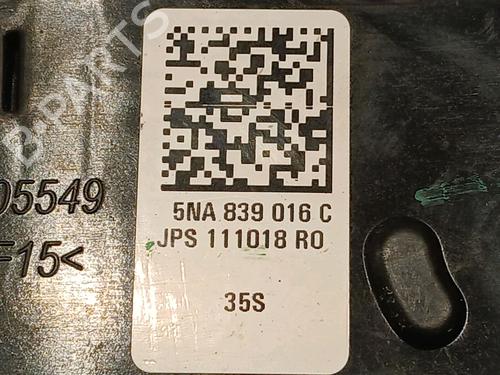 B-PARTS
5NA 839 016 C
05549
JPS 111018 RO
F15<
35S